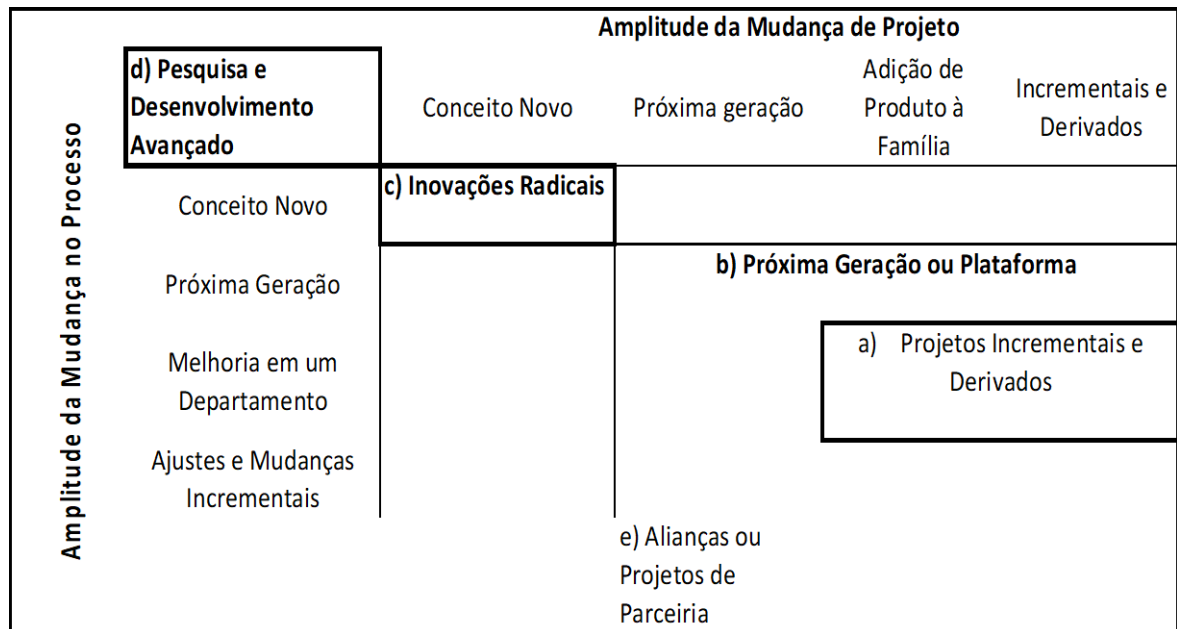 Amplitude da Mudança de Projeto
d) Pesquisa e
Desenvolvimento
Avançado
Conceito Novo
Próxima geração
Adição de
Produto à
Família
Incrementais e
Derivados
Amplitude da Mudança no Processo
Conceito Novo
c) Inovações Radicais
Próxima Geração
b) Próxima Geração ou Plataforma
Melhoria em um
Departamento
a) Projetos Incrementais e
Derivados
Ajustes e Mudanças
Incrementais
e) Alianças ou
Projetos de
Parceiria